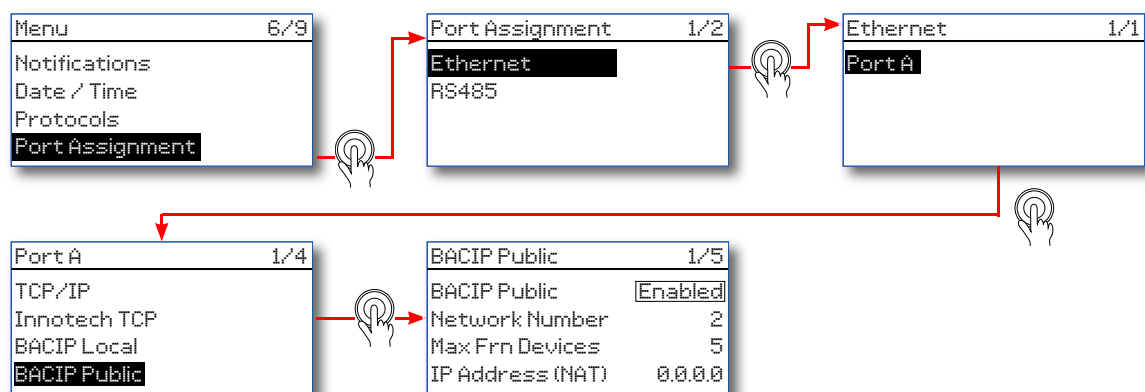 Menu 6/9
Notifications
Date / Time
Protocols
Port Assignment
Port Assignment 1/2
Ethernet
RS485
Ethernet 1/1
Port A
Port A 1/4
TCP/IP
Innotech TCP
BACIP Local
BACIP Public
BACIP Public 1/5
BACIP Public Enabled
Network Number 2
Max Frn Devices 5
IP Address (NAT) 0.0.0.0